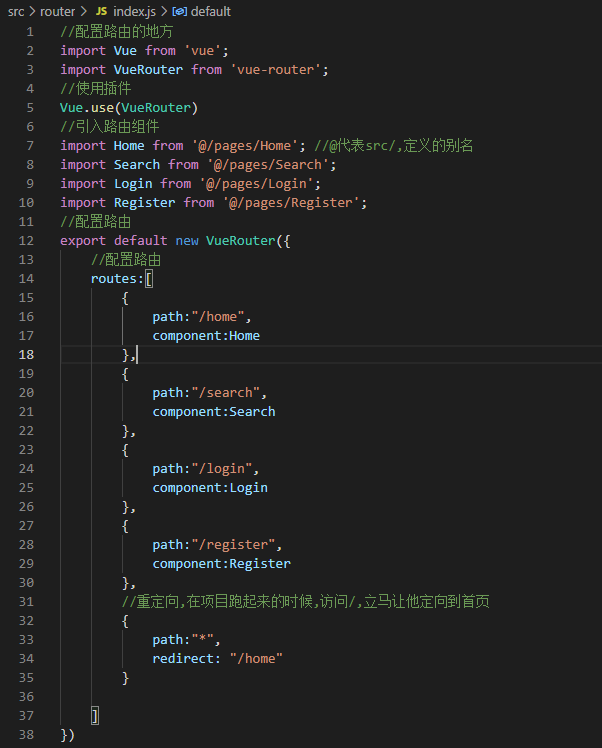 src > router > JS index.js > default
1 //配置路由的地方
2 import Vue from 'vue';
3 import VueRouter from 'vue-router';
4 //使用插件
5 Vue.use(VueRouter)
6 //引入路由组件
7 import Home from '@/pages/Home'; //@代表src/,定义的别名
8 import Search from '@/pages/Search';
9 import Login from '@/pages/Login';
10 import Register from '@/pages/Register';
11 //配置路由
12 export default new VueRouter({
13     //配置路由
14     routes:[
15         {
16             path:"/home",
17             component:Home
18         },
19         {
20             path:"/search",
21             component:Search
22         },
23         {
24             path:"/login",
25             component:Login
26         },
27         {
28             path:"/register",
29             component:Register
30         },
31         //重定向,在项目跑起来的时候,访问/,立马让他定向到首页
32         {
33             path:"*",
34             redirect: "/home"
35         }
36
37     ]
38 })